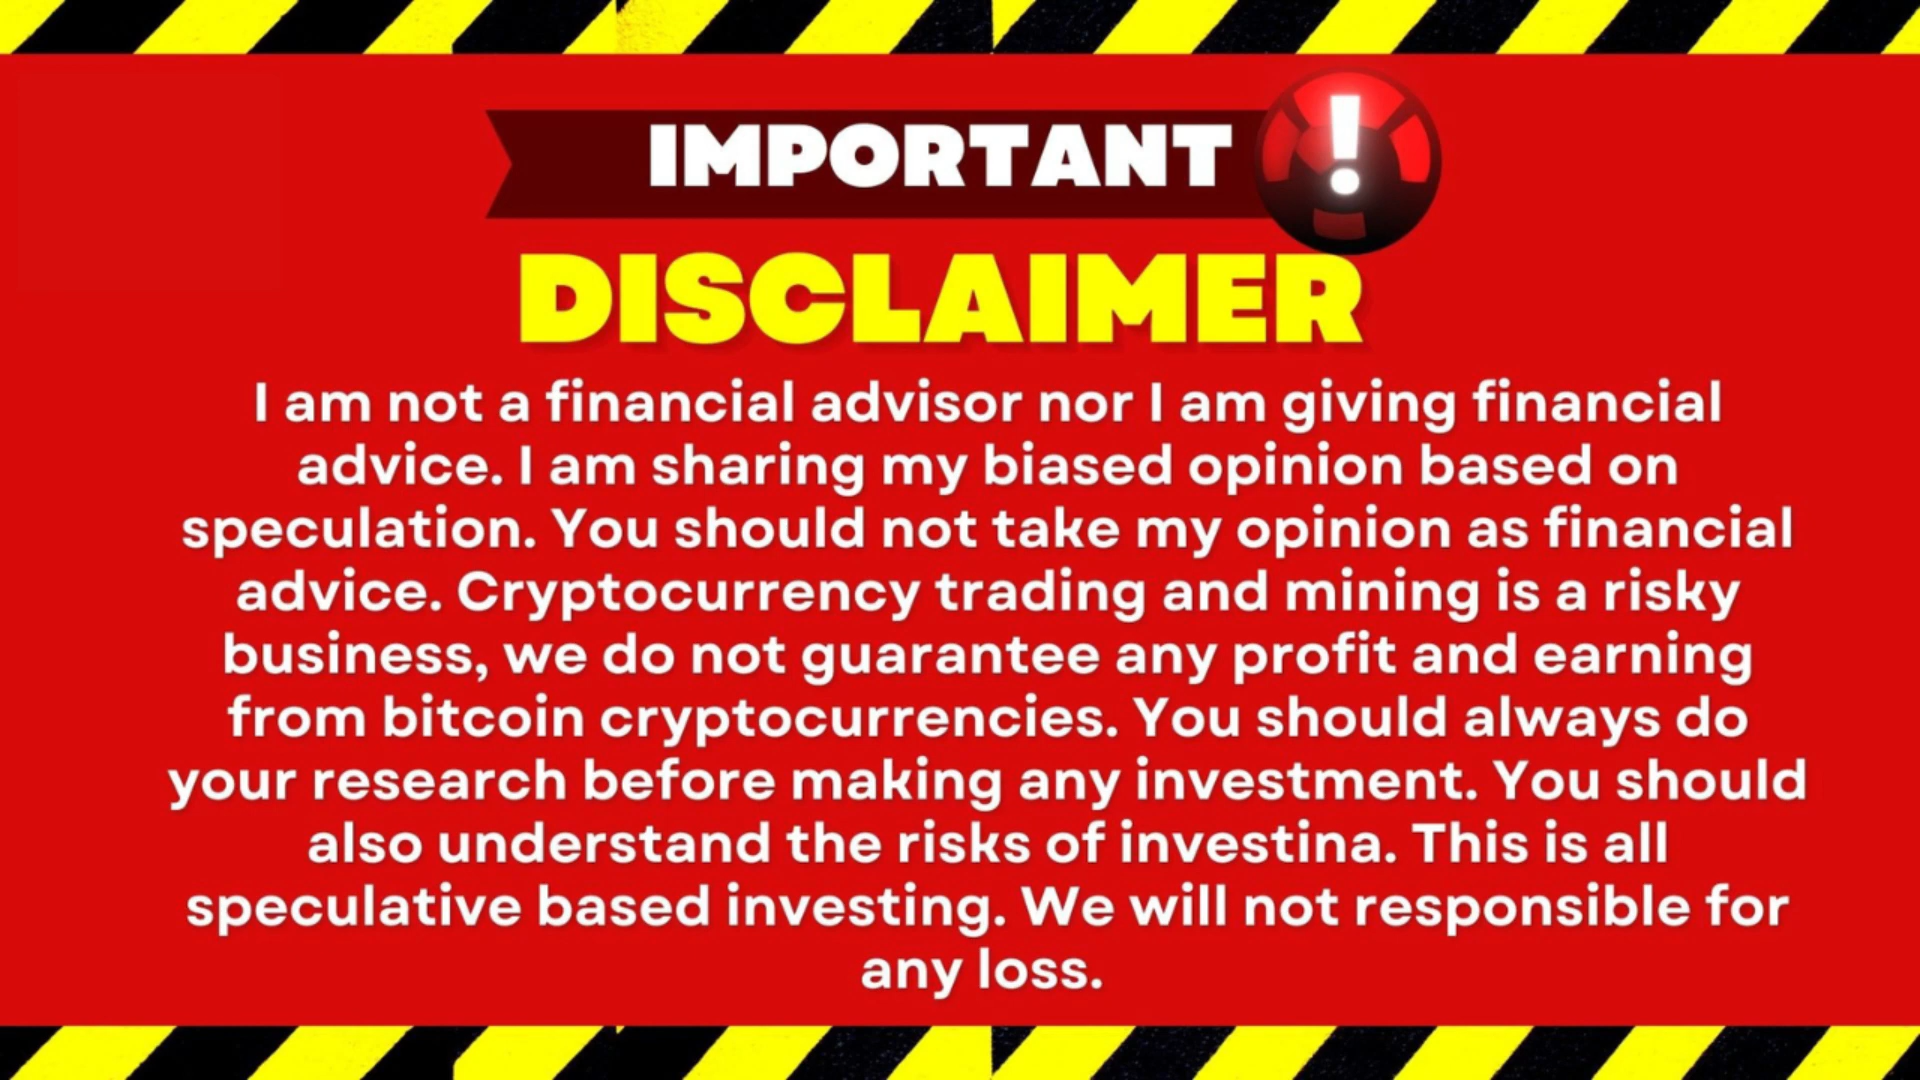 IMPORTANT !
DISCLAIMER
I am not a financial advisor nor I am giving financial
advice. I am sharing my biased opinion based on
speculation. You should not take my opinion as financial
advice. Cryptocurrency trading and mining is a risky
business, we do not guarantee any profit and earning
from bitcoin cryptocurrencies. You should always do
your research before making any investment. You should
also understand the risks of investina. This is all
speculative based investing. We will not responsible for
any loss.